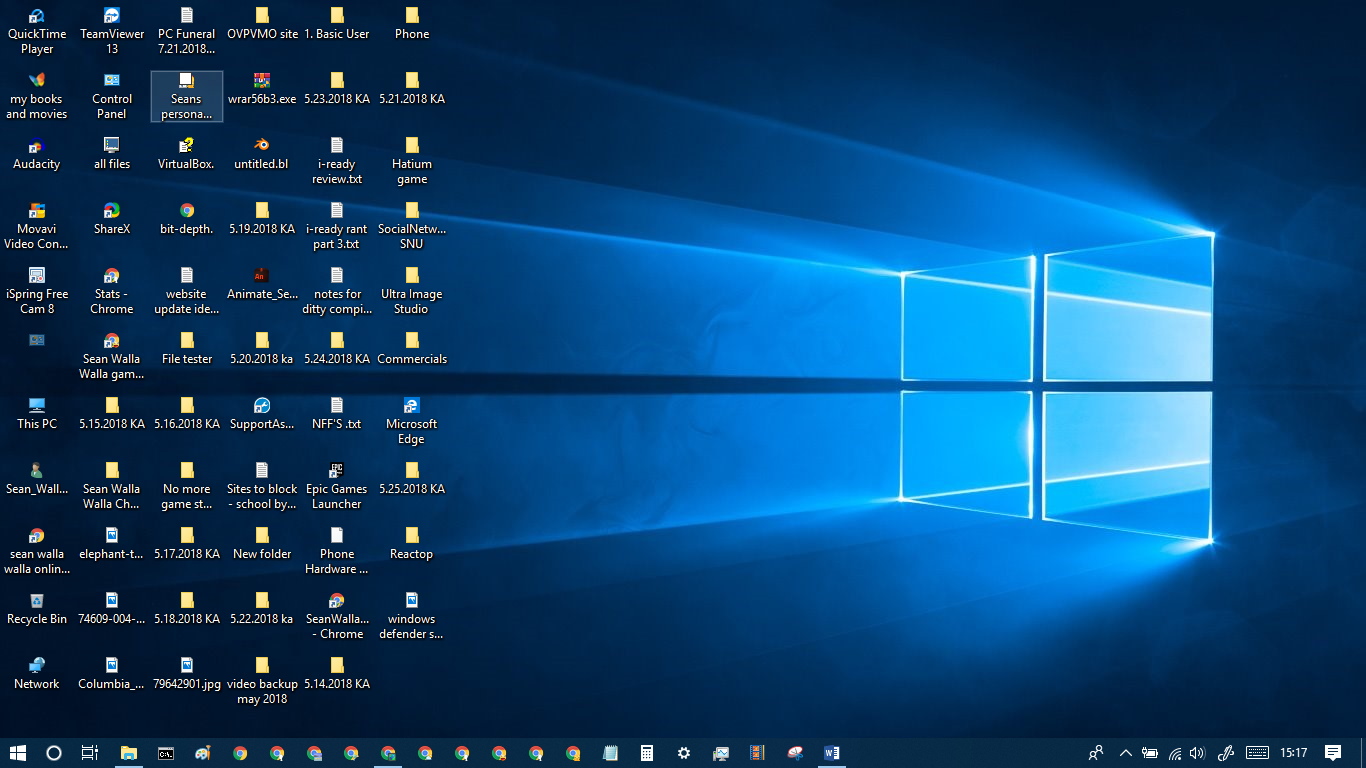 QuickTime
Player
TeamViewer
13
PC Funeral
7.21.2018...
OVPVMO site
1. Basic User
Phone
my books
and movies
Control
Panel
Seans
persona...
wrar56b3.exe
5.23.2018 KA
5.21.2018 KA
Audacity
all files
VirtualBox.
untitled.bl
i-ready
review.txt
Hatium
game
Movavi
Video Con...
ShareX
bit-depth.
5.19.2018 KA
i-ready rant
part 3.txt
SocialNetw...
SNU
iSpring Free
Cam 8
Stats -
Chrome
website
update ide...
An
Animate_Se...
notes for
ditty compi...
Ultra Image
Studio
Sean Walla
Walla gam...
File tester
5.20.2018 ka
5.24.2018 KA
Commercials
This PC
5.15.2018 KA
5.16.2018 KA
SupportAs...
NFF'S .txt
Microsoft
Edge
Sean_Wall...
Sean Walla
Walla Ch...
No more
game st...
Sites to block
- school by...
EPIC
Epic Games
Launcher
5.25.2018 KA
sean walla
walla onlin...
elephant-t...
5.17.2018 KA
New folder
Phone
Hardware ...
Reactop
Recycle Bin
74609-004-...
5.18.2018 KA
5.22.2018 ka
SeanWalla...
- Chrome
windows
defender s...
Network
Columbia_...
79642901.jpg
video backup
may 2018
5.14.2018 KA
15:17